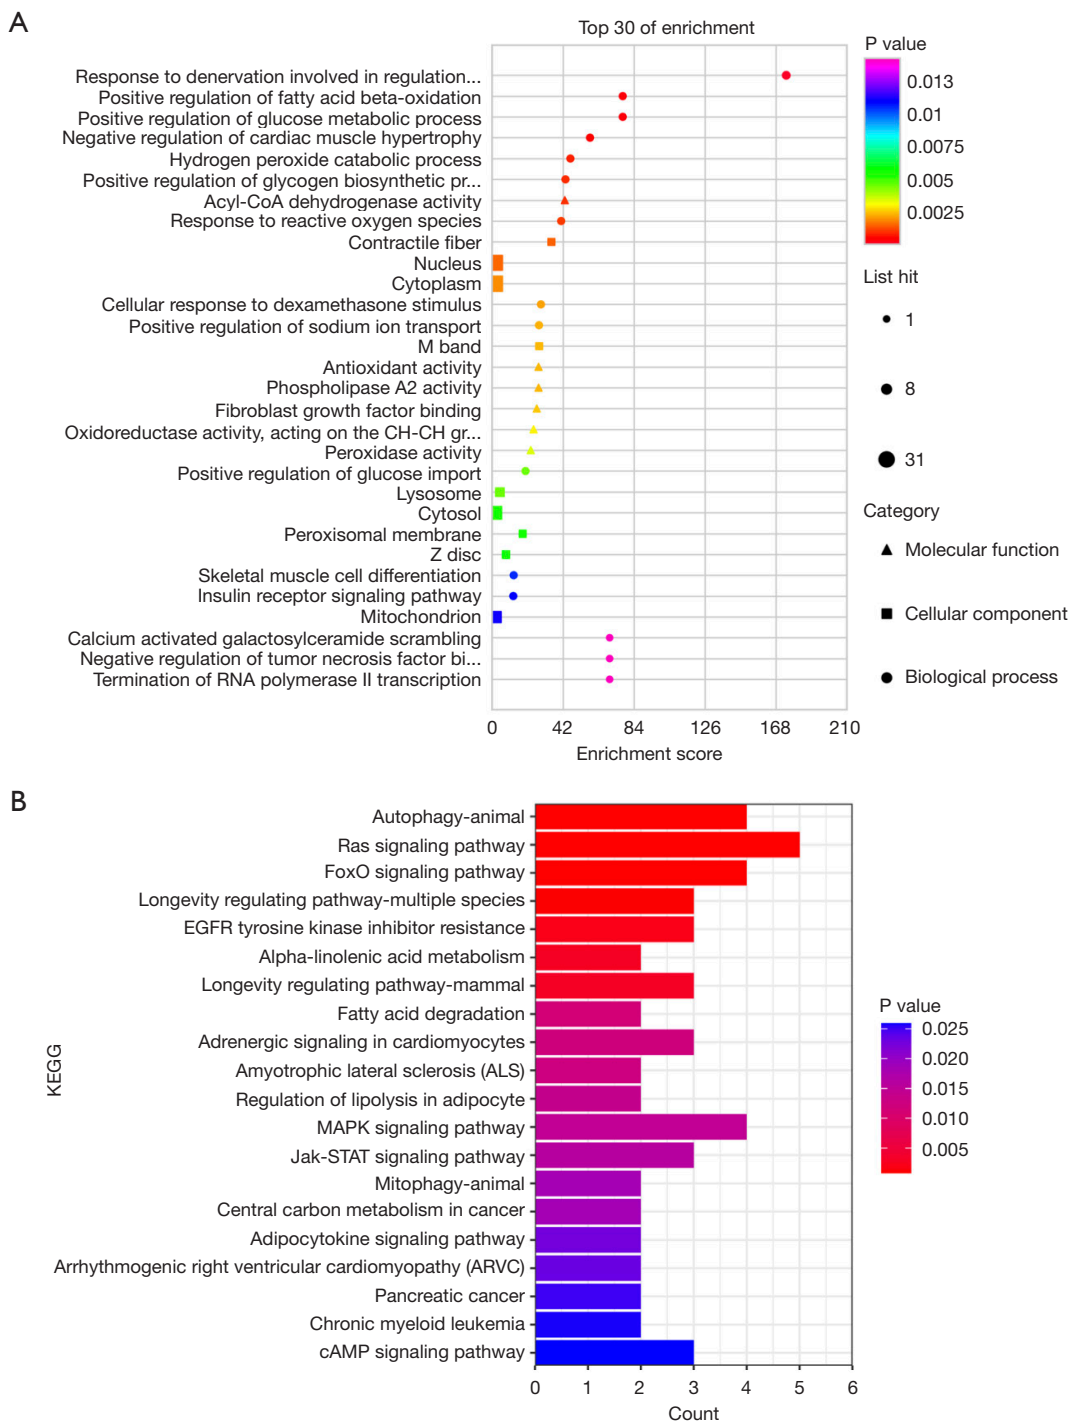 A
Top 30 of enrichment
Response to denervation involved in regulation...
Positive regulation of fatty acid beta-oxidation
Positive regulation of glucose metabolic process
Negative regulation of cardiac muscle hypertrophy
Hydrogen peroxide catabolic process
Positive regulation of glycogen biosynthetic pr...
Acyl-CoA dehydrogenase activity
Response to reactive oxygen species
Contractile fiber
Nucleus
Cytoplasm
Cellular response to dexamethasone stimulus
Positive regulation of sodium ion transport
M band
Antioxidant activity
Phospholipase A2 activity
Fibroblast growth factor binding
Oxidoreductase activity, acting on the CH-CH gr...
Peroxidase activity
Positive regulation of glucose import
Lysosome
Cytosol
Peroxisomal membrane
Z disc
Skeletal muscle cell differentiation
Insulin receptor signaling pathway
Mitochondrion
Calcium activated galactosylceramide scrambling
Negative regulation of tumor necrosis factor bi...
Termination of RNA polymerase II transcription
0 42 84 126 168 210
Enrichment score
P value
0.013
0.01
0.0075
0.005
0.0025
List hit
1
8
31
Category
Molecular function
Cellular component
Biological process
B
KEGG
Autophagy-animal
Ras signaling pathway
FoxO signaling pathway
Longevity regulating pathway-multiple species
EGFR tyrosine kinase inhibitor resistance
Alpha-linolenic acid metabolism
Longevity regulating pathway-mammal
Fatty acid degradation
Adrenergic signaling in cardiomyocytes
Amyotrophic lateral sclerosis (ALS)
Regulation of lipolysis in adipocyte
MAPK signaling pathway
Jak-STAT signaling pathway
Mitophagy-animal
Central carbon metabolism in cancer
Adipocytokine signaling pathway
Arrhythmogenic right ventricular cardiomyopathy (ARVC)
Pancreatic cancer
Chronic myeloid leukemia
cAMP signaling pathway
0 1 2 3 4 5 6
Count
P value
0.025
0.020
0.015
0.010
0.005